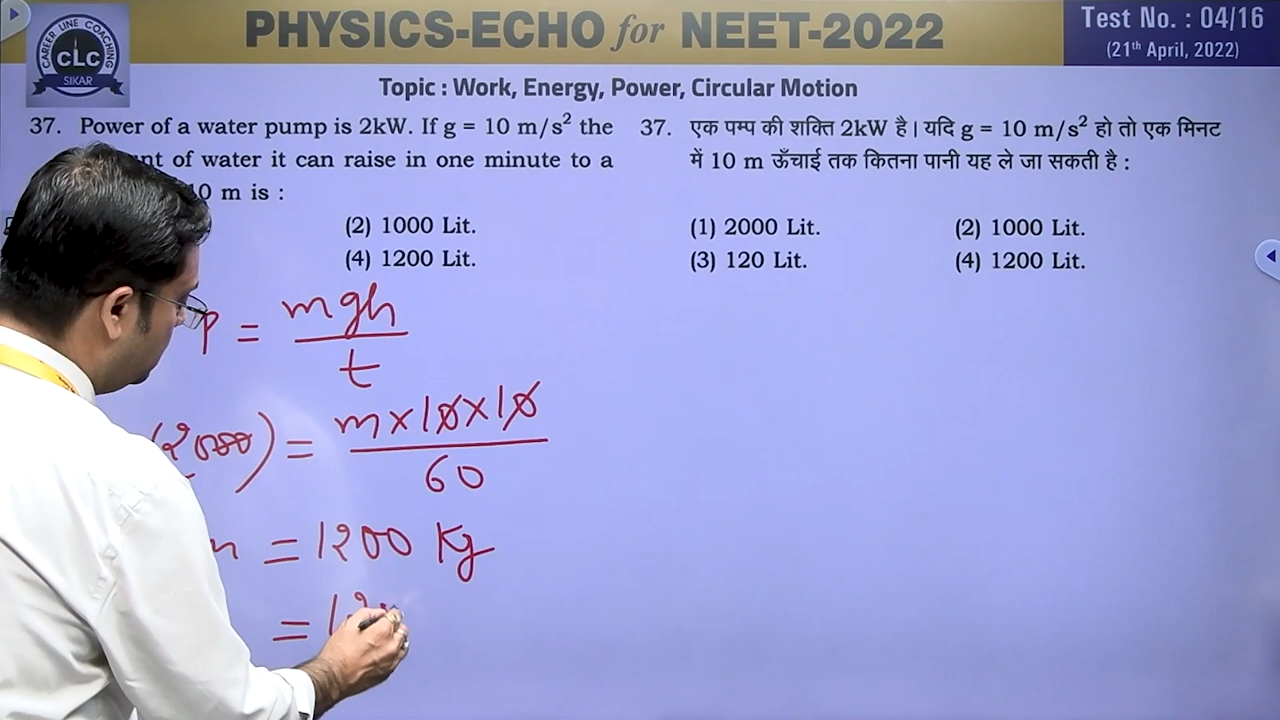 PHYSICS-ECHO for NEET-2022
Test No. : 04/16
(21th April, 2022)
CAREER LINE COACHING
CLC
SIKAR
Topic : Work, Energy, Power, Circular Motion
37. Power of a water pump is 2kW. If g = 10 m/s² the
of water it can raise in one minute to a
m is :
(2) 1000 Lit.
(4) 1200 Lit.
37. एक पम्प की शक्ति 2kW है। यदि g = 10 m/s² हो तो एक मिनट
में 10 m ऊँचाई तक कितना पानी यह ले जा सकती है :
(1) 2000 Lit. (2) 1000 Lit.
(3) 120 Lit. (4) 1200 Lit.
P = mgh
t
(2000) = m×10×10
60
= 1200 Kg
=